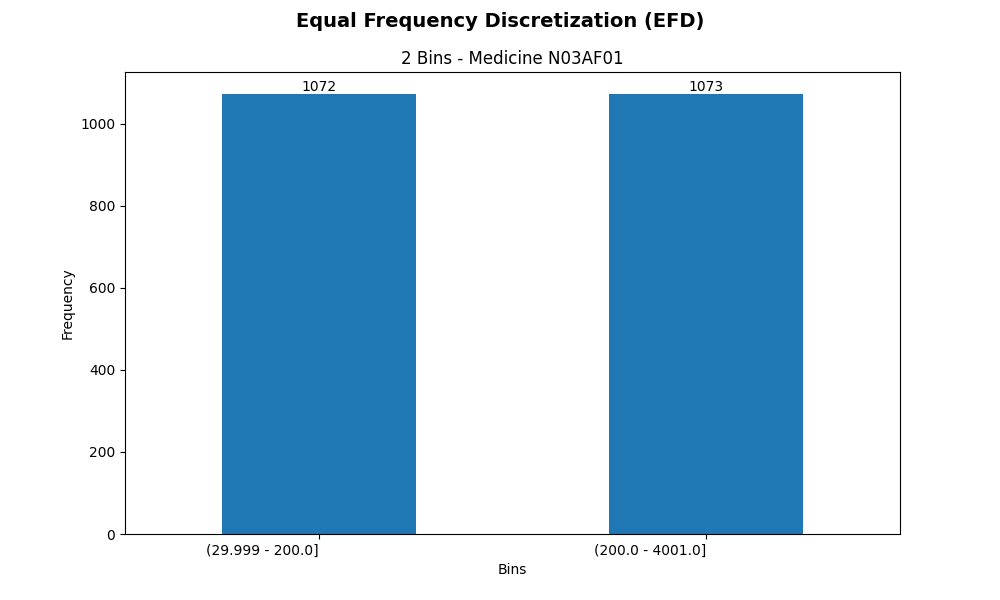 Equal Frequency Discretization (EFD)
2 Bins - Medicine N03AF01
1072
1073
1000
800
600
400
200
0
Frequency
(29.999 - 200.0]
(200.0 - 4001.0]
Bins